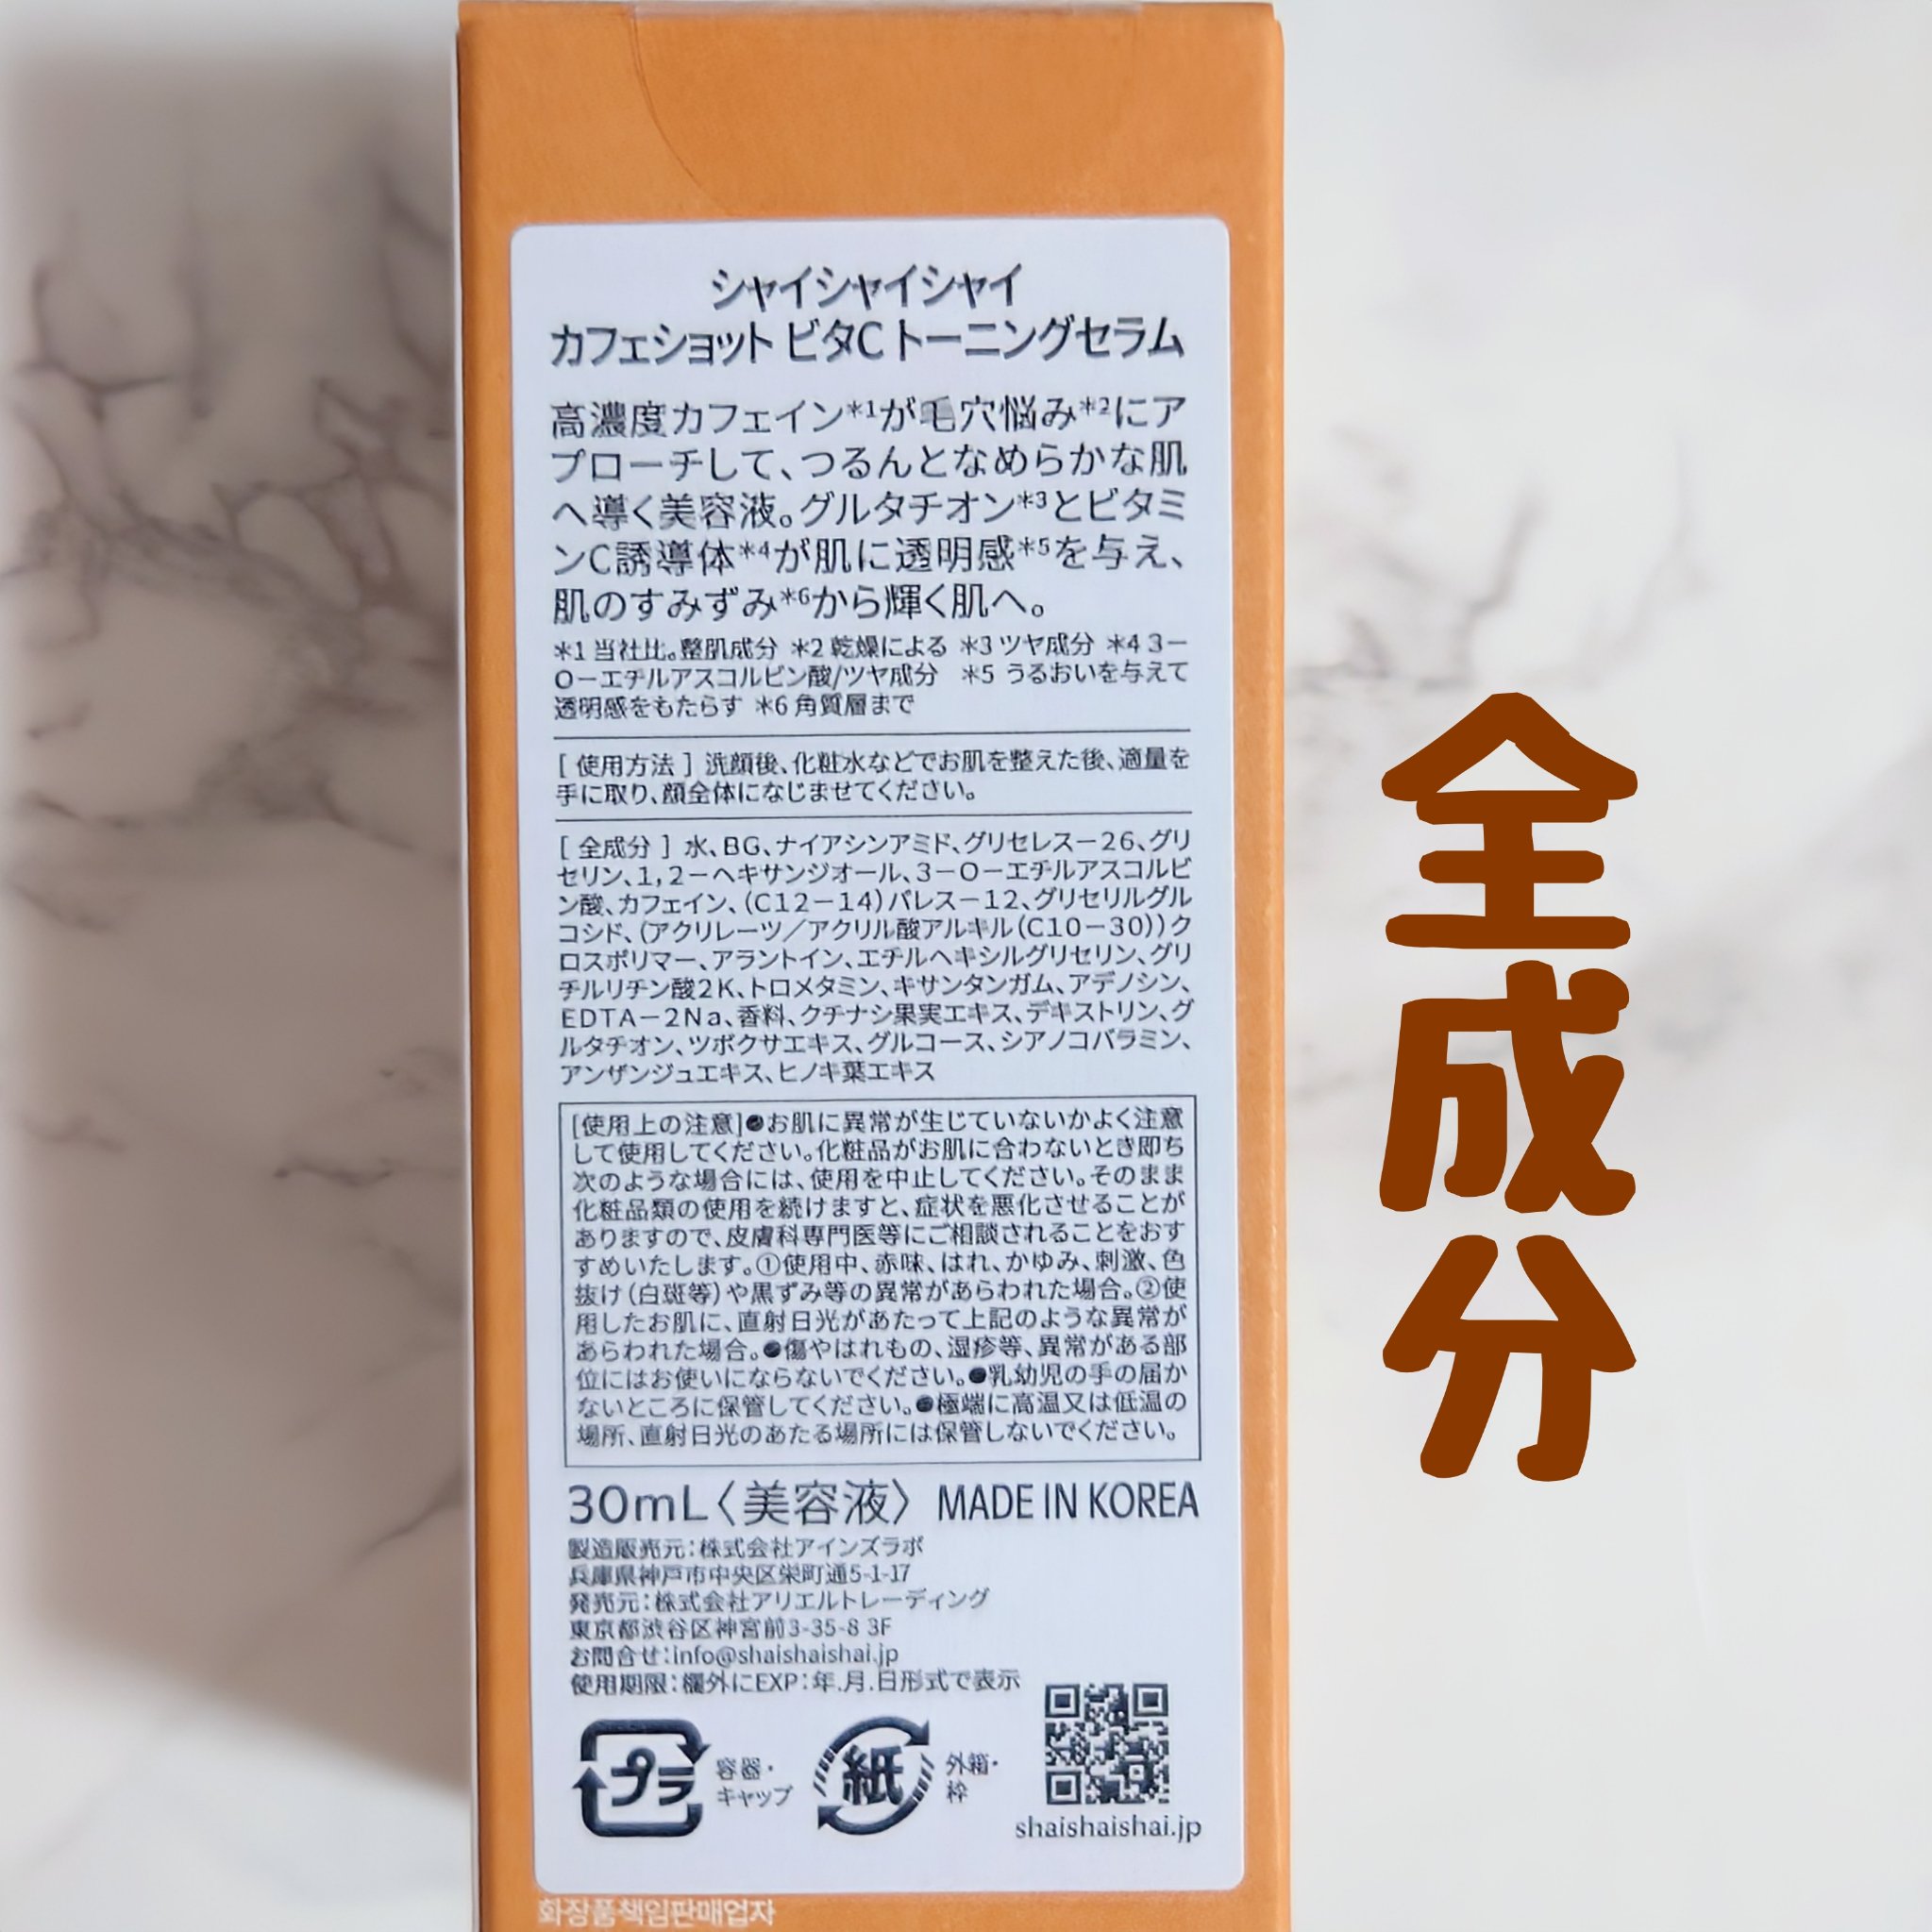 シャイシャイシャイ
カフェショット ビタC トーニングセラム
高濃度カフェイン*1が毛穴悩み*2にア
プローチして、つるんとなめらかな肌
へ導く美容液。グルタチオン*3とビタミ
ンC誘導体*4が肌に透明感*5を与え、
肌のすみずみ*6から輝く肌へ。
*1 当社比。整肌成分 *2 乾燥による *3 ツヤ成分 *4 3－
O－エチルアスコルビン酸/ツヤ成分 *5 うるおいを与えて
透明感をもたらす *6 角質層まで
[ 使用方法 ] 洗顔後、化粧水などでお肌を整えた後、適量を
手に取り、顔全体になじませてください。
[ 全成分 ] 水、BG、ナイアシンアミド、グリセレス－26、グリ
セリン、1,2－ヘキサンジオール、3－O－エチルアスコルビ
ン酸、カフェイン、(C12－14)パレス－12、グリセリルグル
コシド、(アクリレーツ／アクリル酸アルキル(C10－30))ク
ロスポリマー、アラントイン、エチルヘキシルグリセリン、グリ
チルリチン酸2K、トロメタミン、キサンタンガム、アデノシン、
EDTA－2Na、香料、クチナシ果実エキス、デキストリン、グ
ルタチオン、ツボクサエキス、グルコース、シアノコバラミン、
アンザンジュエキス、ヒノキ葉エキス
[使用上の注意]●お肌に異常が生じていないかよく注意
して使用してください。化粧品がお肌に合わないとき即ち
次のような場合には、使用を中止してください。そのまま
化粧品類の使用を続けますと、症状を悪化させることが
ありますので、皮膚科専門医等にご相談されることをおす
すめいたします。①使用中、赤味、はれ、かゆみ、刺激、色
抜け(白斑等)や黒ずみ等の異常があらわれた場合。②使
用したお肌に、直射日光があたって上記のような異常が
あらわれた場合。●傷やはれもの、湿疹等、異常がある部
位にはお使いにならないでください。●乳幼児の手の届か
ないところに保管してください。●極端に高温又は低温の
場所、直射日光のあたる場所には保管しないでください。
30mL〈美容液〉 MADE IN KOREA
製造販売元：株式会社アインズラボ
兵庫県神戸市中央区栄町通5-1-17
発売元：株式会社アリエルトレーディング
東京都渋谷区神宮前3-35-8 3F
お問合せ：info@shaishaishai.jp
使用期限：欄外にEXP：年.月.日形式で表示
プラ 容器・
キャップ
紙 外箱・
枠
shaishaishai.jp
화장품책임판매업자
全成分